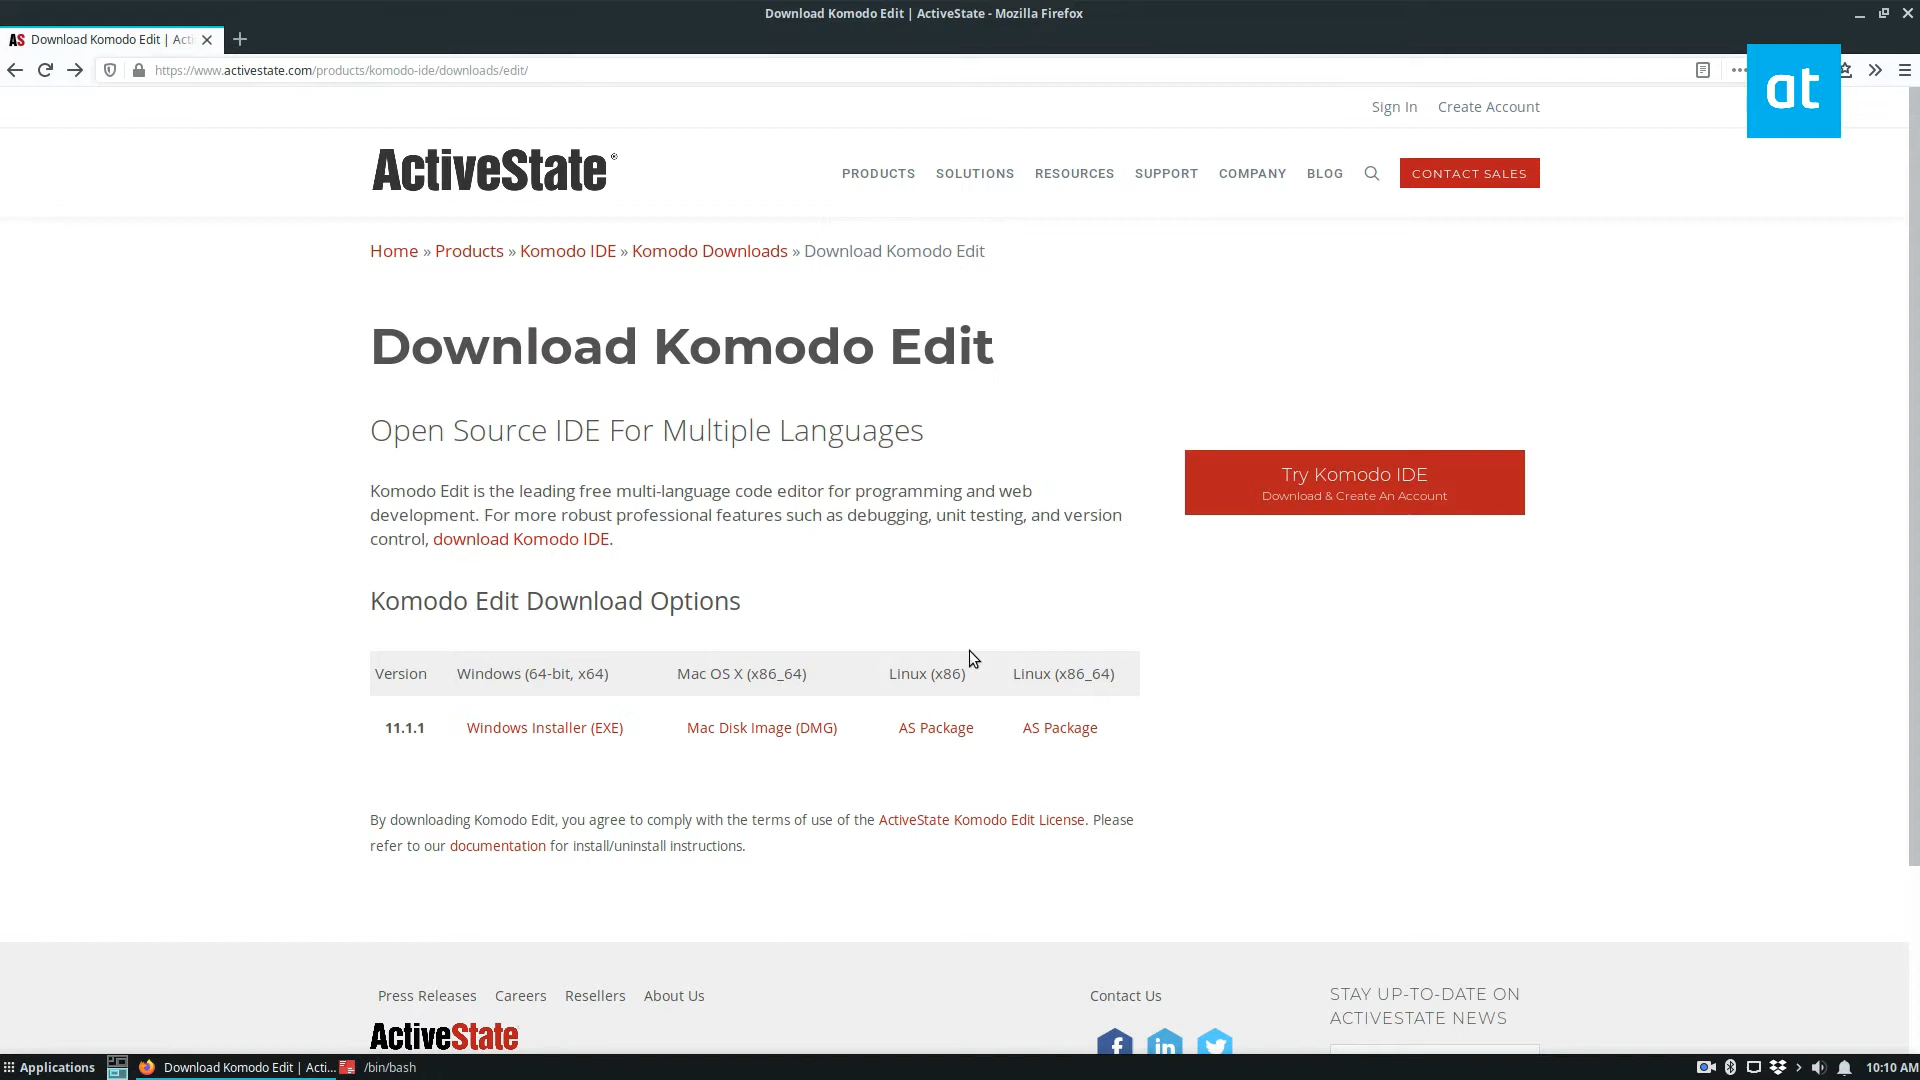 Download Komodo Edit | ActiveState - Mozilla Firefox
AS Download Komodo Edit | Acti
https://www.activestate.com/products/komodo-ide/downloads/edit/
at
Sign In Create Account
ActiveState®
PRODUCTS SOLUTIONS RESOURCES SUPPORT COMPANY BLOG CONTACT SALES
Home » Products » Komodo IDE » Komodo Downloads » Download Komodo Edit
Download Komodo Edit
Open Source IDE For Multiple Languages
Komodo Edit is the leading free multi-language code editor for programming and web
development. For more robust professional features such as debugging, unit testing, and version
control, download Komodo IDE.
Try Komodo IDE
Download & Create An Account
Komodo Edit Download Options
Version Windows (64-bit, x64) Mac OS X (x86_64) Linux (x86) Linux (x86_64)
11.1.1 Windows Installer (EXE) Mac Disk Image (DMG) AS Package AS Package
By downloading Komodo Edit, you agree to comply with the terms of use of the ActiveState Komodo Edit License. Please
refer to our documentation for install/uninstall instructions.
Press Releases Careers Resellers About Us
ActiveState
Contact Us
f in
STAY UP-TO-DATE ON
ACTIVESTATE NEWS
Applications Download Komodo Edit | Acti... /bin/bash 10:10 AM